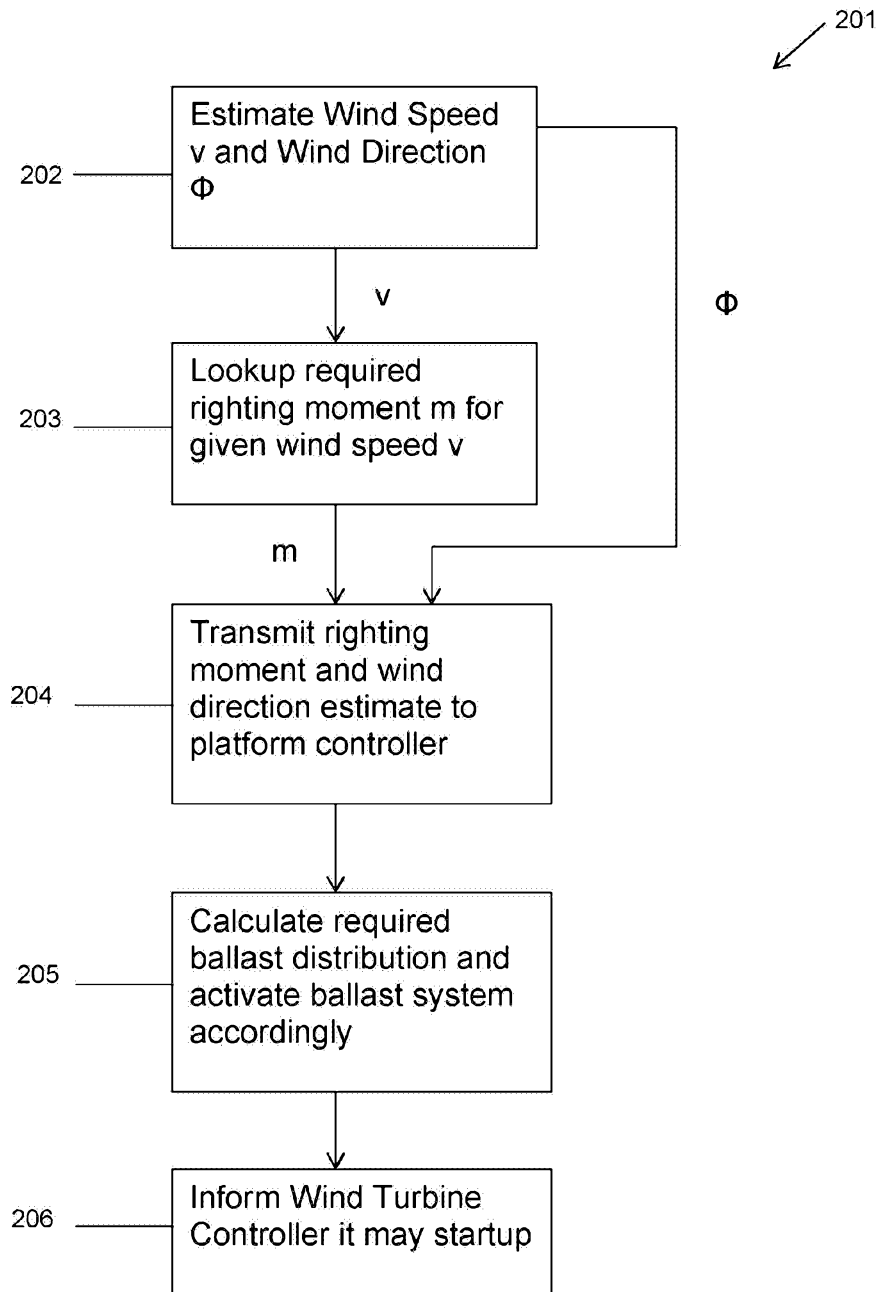 201
Estimate Wind Speed
v and Wind Direction
Φ
202
v
Φ
Lookup required
righting moment m for
given wind speed v
203
m
Transmit righting
moment and wind
direction estimate to
platform controller
204
Calculate required
ballast distribution and
activate ballast system
accordingly
205
Inform Wind Turbine
Controller it may startup
206